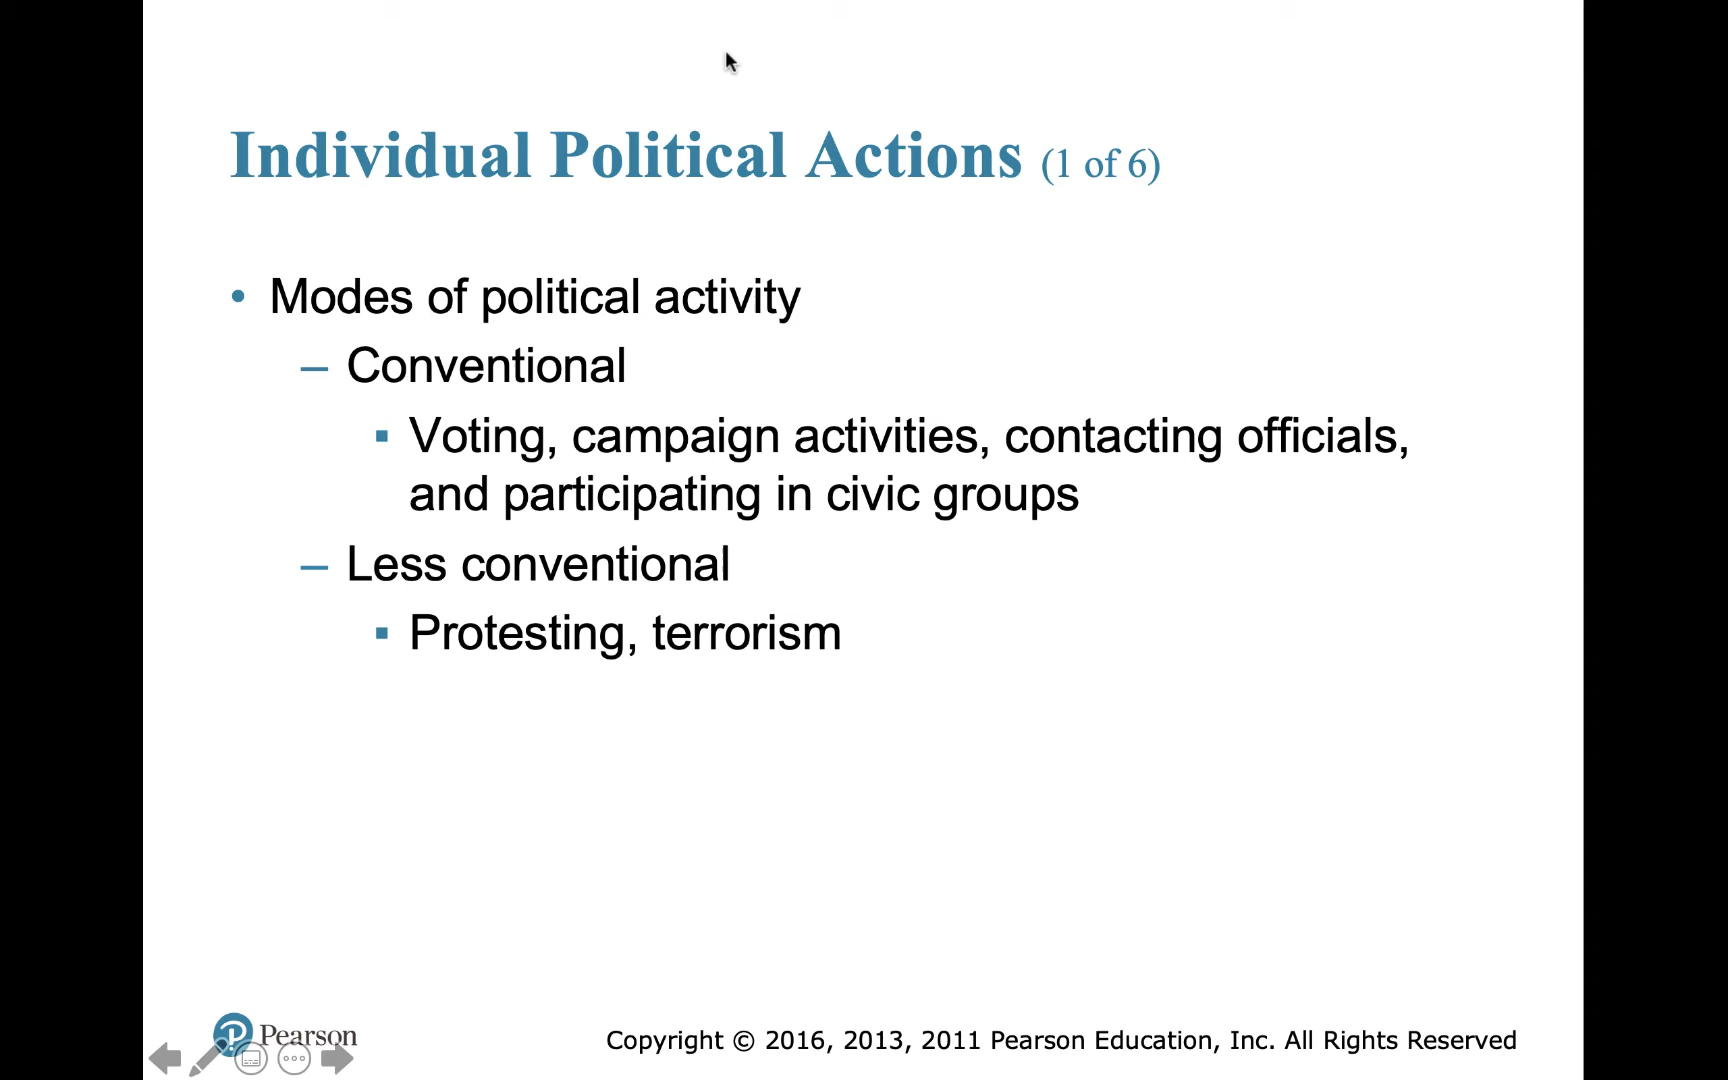 Individual Political Actions (1 of 6)
• Modes of political activity
– Conventional
▪ Voting, campaign activities, contacting officials,
and participating in civic groups
– Less conventional
▪ Protesting, terrorism
Pearson
Copyright © 2016, 2013, 2011 Pearson Education, Inc. All Rights Reserved